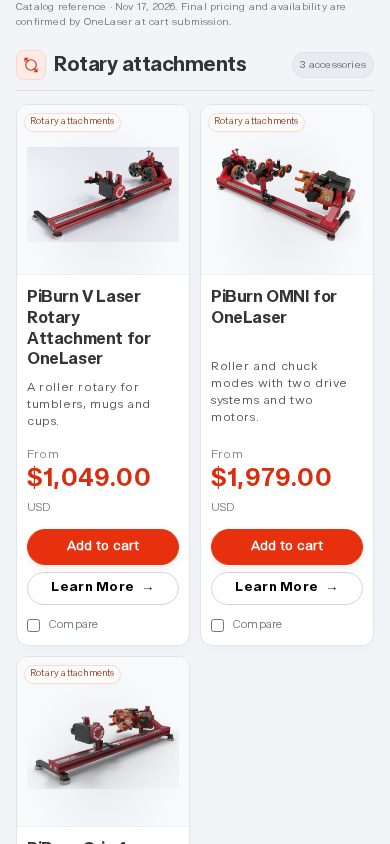 Catalog reference · Nov 17, 2026. Final pricing and availability are
confirmed by OneLaser at cart submission.
Rotary attachments
3 accessories
Rotary attachments
PiBurn V Laser
Rotary
Attachment for
OneLaser
A roller rotary for
tumblers, mugs and
cups.
From
$1,049.00
USD
Add to cart
Learn More →
Compare
Rotary attachments
PiBurn OMNI for
OneLaser
Roller and chuck
modes with two drive
systems and two
motors.
From
$1,979.00
USD
Add to cart
Learn More →
Compare
Rotary attachments